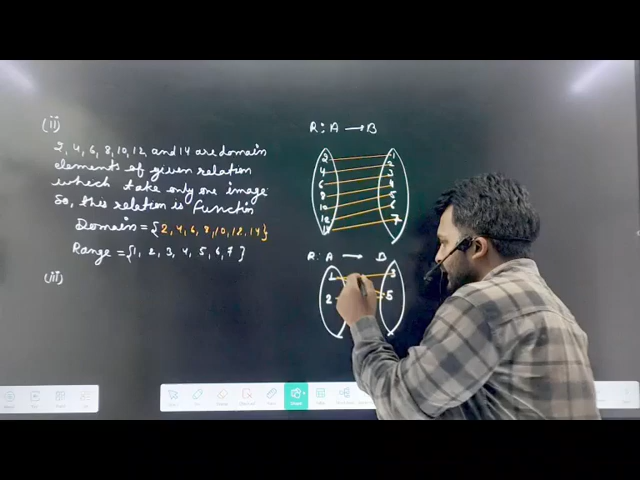 (ii)
2, 4, 6, 8, 10, 12, and 14 are domain
elements of given relation
which take only one image.
So, this relation is Functin
Domain = {2, 4, 6, 8, 10, 12, 14}
Range = {1, 2, 3, 4, 5, 6, 7}
(iii)
R: A → B
2 1
4 2
6 3
8 4
10 5
12 6
14 7
R: A → B
1 3
2 5